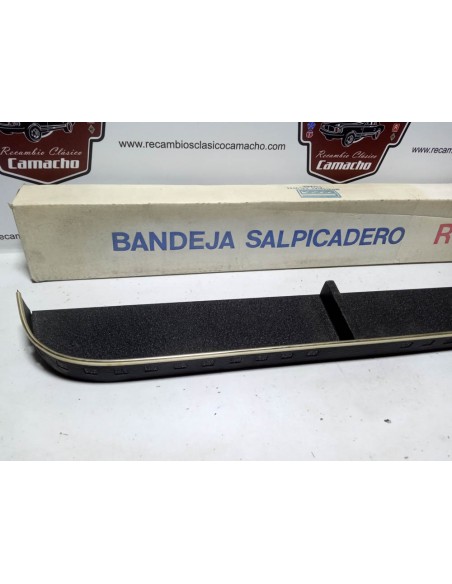 Recambio Clásico
Camacho
www.recambiosclasicocamacho.com
Recambio Clásico
Camacho
www.recam
BANDEJA SALPICADERO R